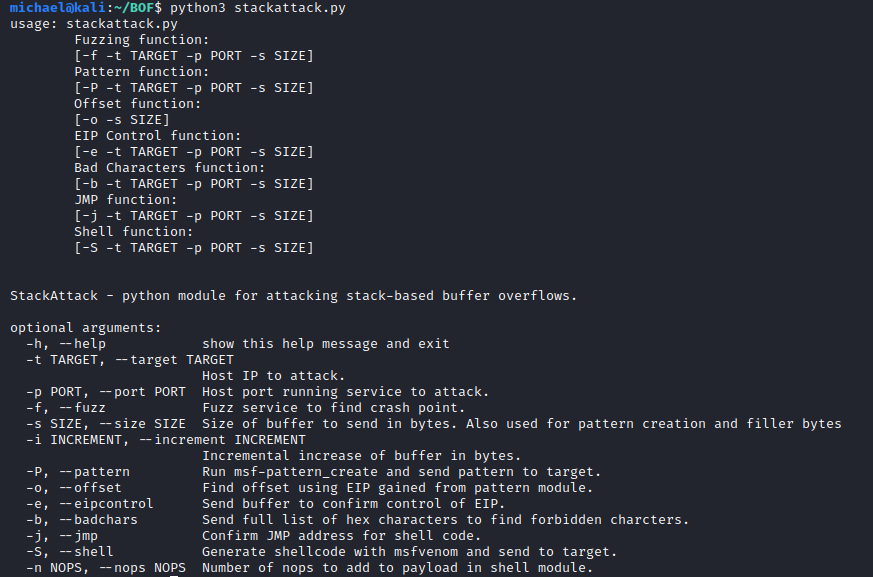 michael@kali:~/BOF$ python3 stackattack.py
usage: stackattack.py
        Fuzzing function:
        [-f -t TARGET -p PORT -s SIZE]
        Pattern function:
        [-P -t TARGET -p PORT -s SIZE]
        Offset function:
        [-o -s SIZE]
        EIP Control function:
        [-e -t TARGET -p PORT -s SIZE]
        Bad Characters function:
        [-b -t TARGET -p PORT -s SIZE]
        JMP function:
        [-j -t TARGET -p PORT -s SIZE]
        Shell function:
        [-S -t TARGET -p PORT -s SIZE]

StackAttack - python module for attacking stack-based buffer overflows.

optional arguments:
  -h, --help            show this help message and exit
  -t TARGET, --target TARGET
                        Host IP to attack.
  -p PORT, --port PORT  Host port running service to attack.
  -f, --fuzz            Fuzz service to find crash point.
  -s SIZE, --size SIZE  Size of buffer to send in bytes. Also used for pattern creation and filler bytes
  -i INCREMENT, --increment INCREMENT
                        Incremental increase of buffer in bytes.
  -P, --pattern         Run msf-pattern_create and send pattern to target.
  -o, --offset          Find offset using EIP gained from pattern module.
  -e, --eipcontrol      Send buffer to confirm control of EIP.
  -b, --badchars        Send full list of hex characters to find forbidden charcters.
  -j, --jmp             Confirm JMP address for shell code.
  -S, --shell           Generate shellcode with msfvenom and send to target.
  -n NOPS, --nops NOPS  Number of nops to add to payload in shell module.